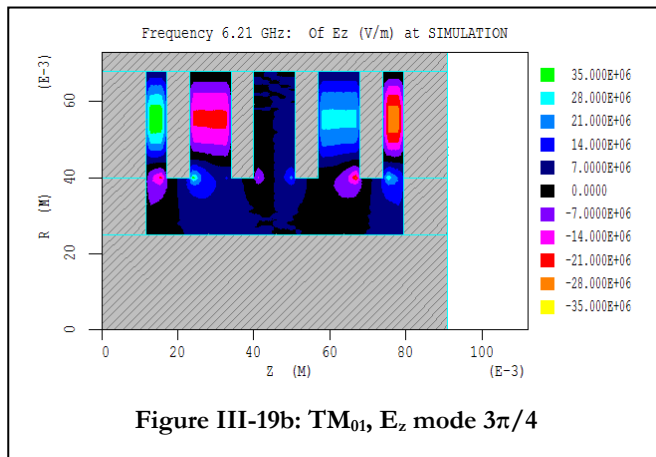 Frequency 6.21 GHz: Of Ez (V/m) at SIMULATION
(E-3)
60
40
R (M)
20
0
0 20 40 60 80 100
Z (M) (E-3)
35.000E+06
28.000E+06
21.000E+06
14.000E+06
7.0000E+06
0.0000
-7.0000E+06
-14.000E+06
-21.000E+06
-28.000E+06
-35.000E+06
Figure III-19b: TM₀₁, E_z mode 3π/4